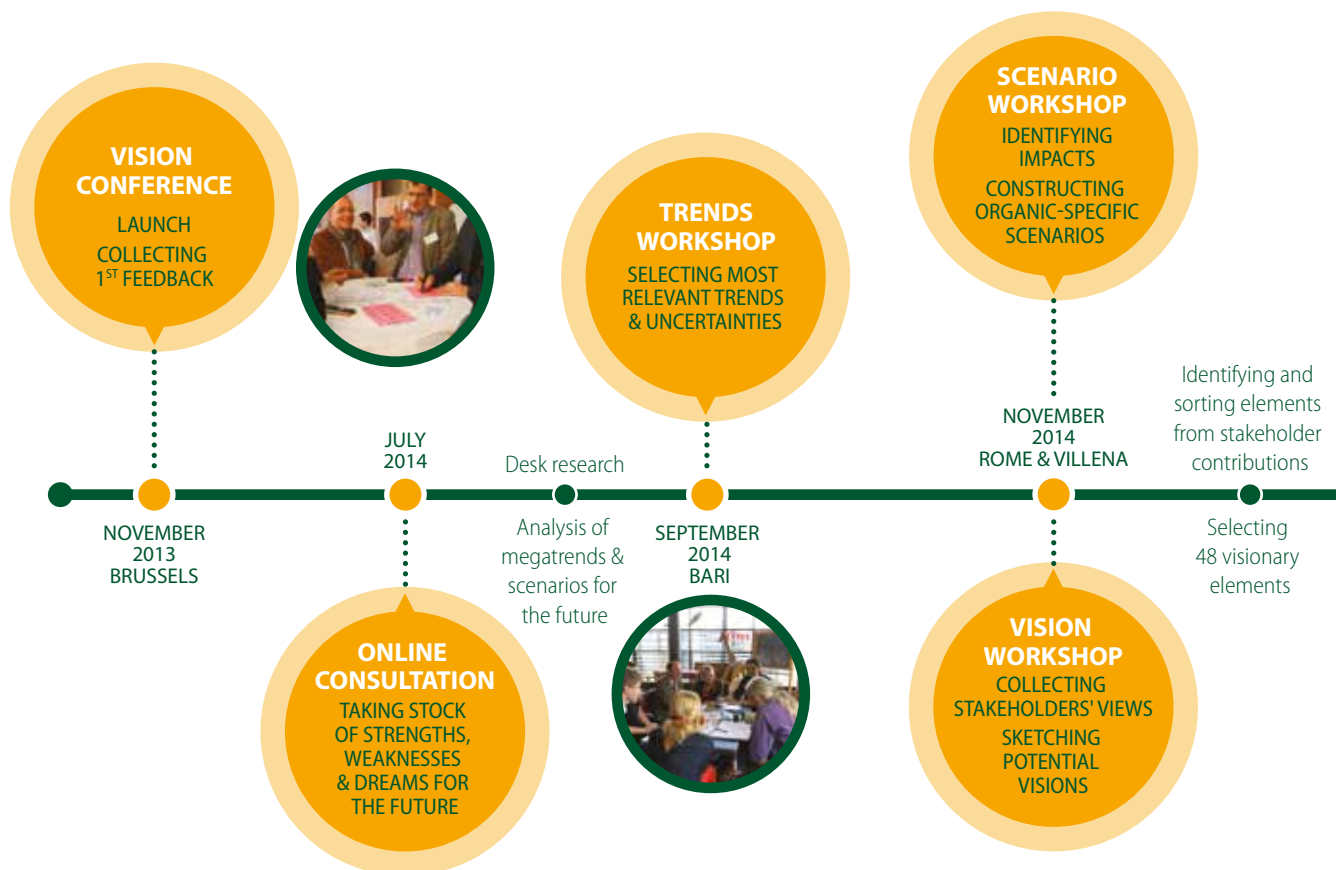 VISION
CONFERENCE
LAUNCH
COLLECTING
1ST FEEDBACK
NOVEMBER
2013
BRUSSELS
JULY
2014
ONLINE
CONSULTATION
TAKING STOCK
OF STRENGTHS,
WEAKNESSES
& DREAMS FOR
THE FUTURE
Desk research
Analysis of
megatrends &
scenarios for
the future
TRENDS
WORKSHOP
SELECTING MOST
RELEVANT TRENDS
& UNCERTAINTIES
SEPTEMBER
2014
BARI
SCENARIO
WORKSHOP
IDENTIFYING
IMPACTS
CONSTRUCTING
ORGANIC-SPECIFIC
SCENARIOS
NOVEMBER
2014
ROME & VILLENA
VISION
WORKSHOP
COLLECTING
STAKEHOLDERS' VIEWS
SKETCHING
POTENTIAL
VISIONS
Identifying and
sorting elements
from stakeholder
contributions
Selecting
48 visionary
elements